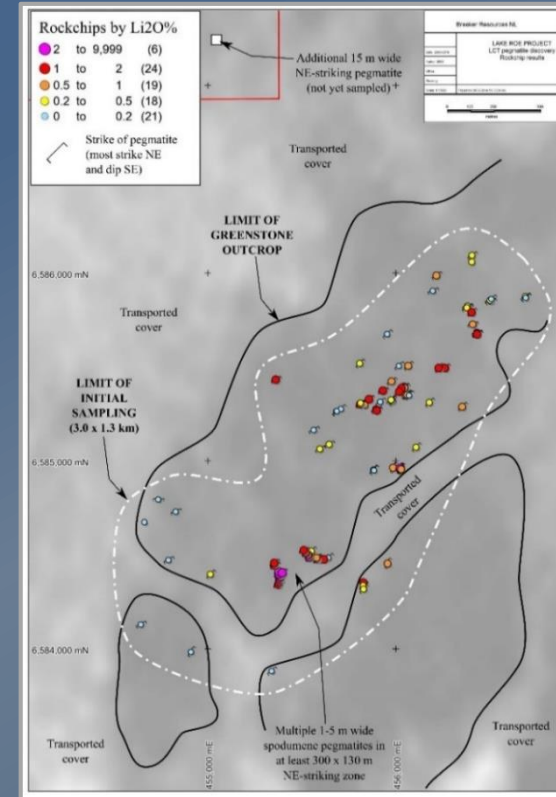 Rockchips by Li2O%
2 to 9,999 (6)
1 to 2 (24)
0.5 to 1 (19)
0.2 to 0.5 (18)
0 to 0.2 (21)
Strike of pegmatite
(most strike NE
and dip SE)
Breaker Resources NL
LAKE ROE PROJECT
LCT pegmatite discovery
Rockchip results
Additional 15 m wide
NE-striking pegmatite
(not yet sampled)
Transported
cover
LIMIT OF
GREENSTONE
OUTCROP
6,586,000 mN
Transported
cover
LIMIT OF
INITIAL
SAMPLING
(3.0 x 1.3 km)
6,585,000 mN
Transported
cover
6,584,000 mN
Multiple 1-5 m wide
spodumene pegmatites in
at least 300 x 130 m
NE-striking zone
Transported
cover
Transported
cover
455,000 mE
456,000 mE